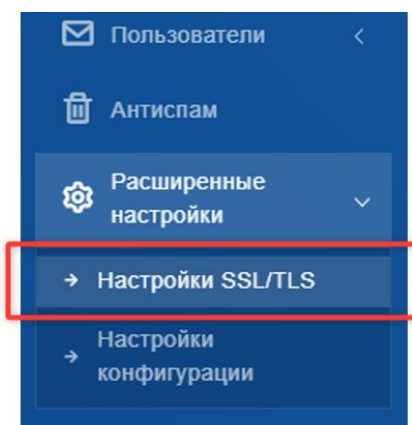 Пользователи
Антиспам
Расширенные
настройки
Настройки SSL/TLS
Настройки
конфигурации